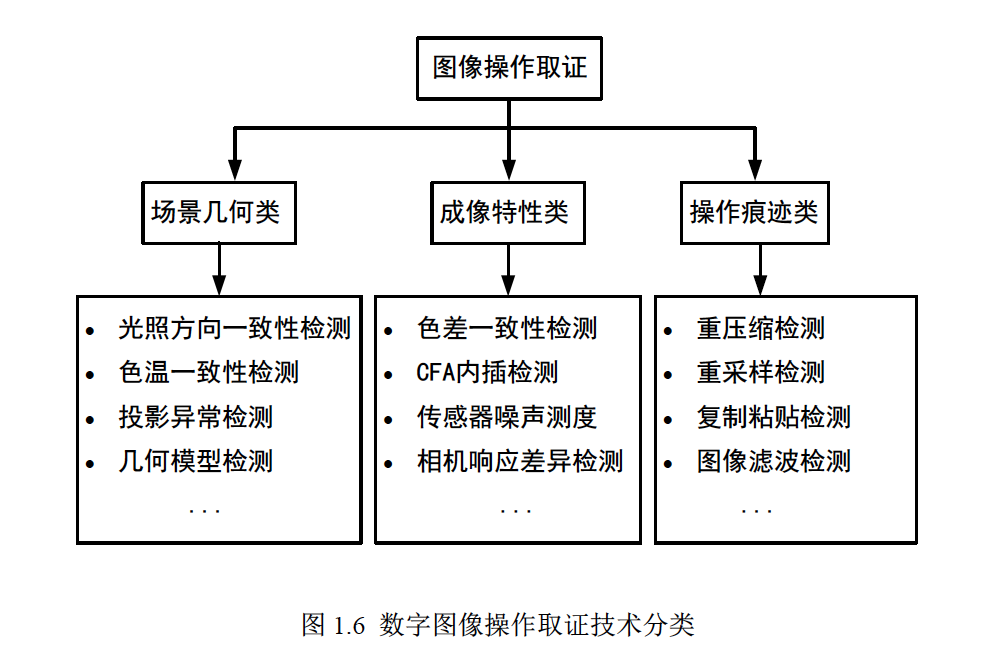 图像操作取证
场景几何类
成像特性类
操作痕迹类
• 光照方向一致性检测
• 色温一致性检测
• 投影异常检测
• 几何模型检测
...
• 色差一致性检测
• CFA内插检测
• 传感器噪声测度
• 相机响应差异检测
...
• 重压缩检测
• 重采样检测
• 复制粘贴检测
• 图像滤波检测
...
图 1.6 数字图像操作取证技术分类